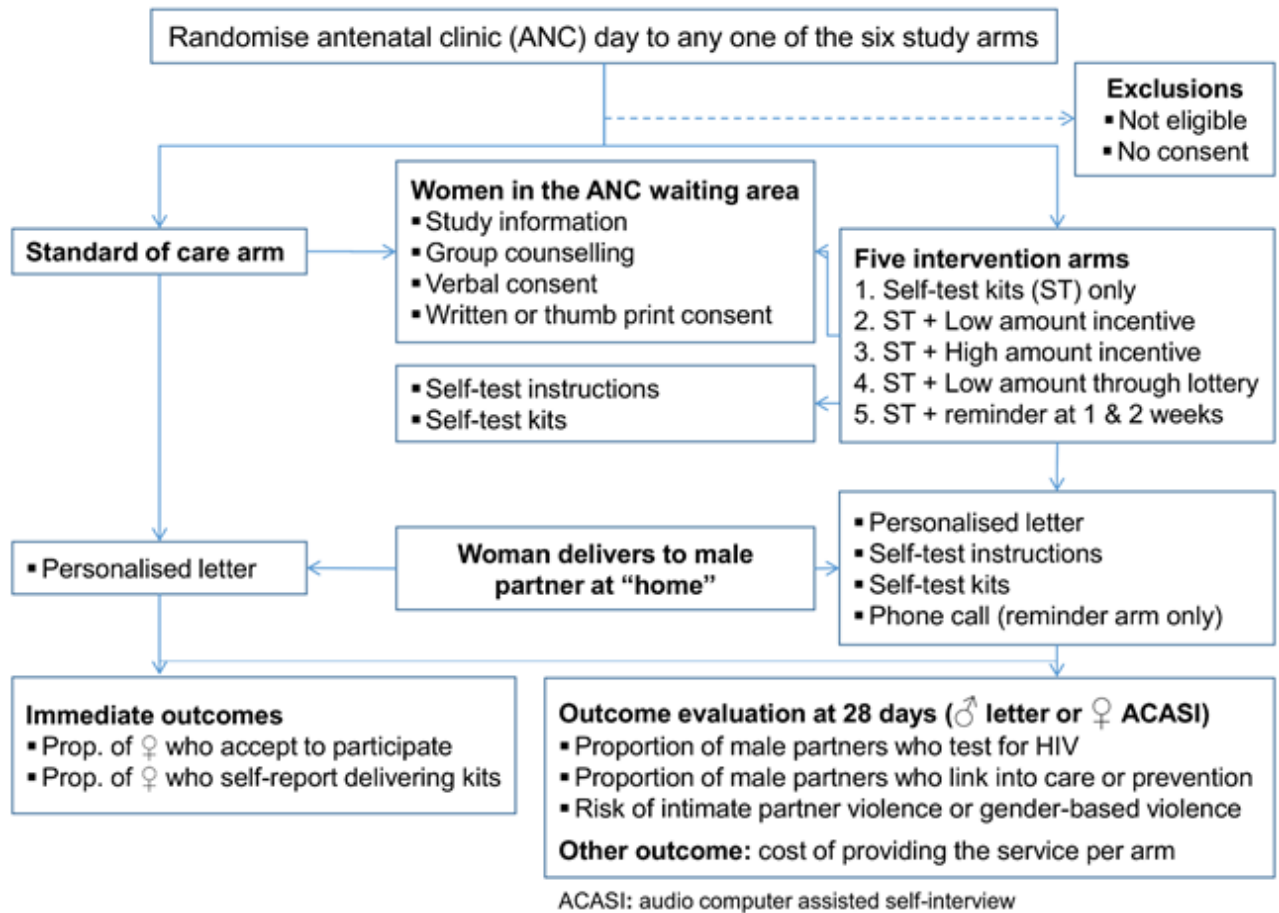 Randomise antenatal clinic (ANC) day to any one of the six study arms
Exclusions
▪ Not eligible
▪ No consent
Women in the ANC waiting area
▪ Study information
▪ Group counselling
▪ Verbal consent
▪ Written or thumb print consent
Standard of care arm
Five intervention arms
1. Self-test kits (ST) only
2. ST + Low amount incentive
3. ST + High amount incentive
4. ST + Low amount through lottery
5. ST + reminder at 1 & 2 weeks
▪ Self-test instructions
▪ Self-test kits
▪ Personalised letter
Woman delivers to male
partner at “home”
▪ Personalised letter
▪ Self-test instructions
▪ Self-test kits
▪ Phone call (reminder arm only)
Immediate outcomes
▪ Prop. of ♀ who accept to participate
▪ Prop. of ♀ who self-report delivering kits
Outcome evaluation at 28 days (♂ letter or ♀ ACASI)
▪ Proportion of male partners who test for HIV
▪ Proportion of male partners who link into care or prevention
▪ Risk of intimate partner violence or gender-based violence
Other outcome: cost of providing the service per arm
ACASI: audio computer assisted self-interview